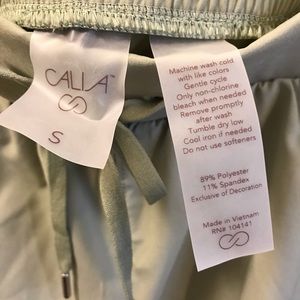 CALIA™
S
Machine wash cold
with like colors
Gentle cycle
Only non-chlorine
bleach when needed
Remove promptly
after wash
Tumble dry low
Cool iron if needed
Do not use softeners
89% Polyester
11% Spandex
Exclusive of Decoration
Made in Vietnam
RN# 104141